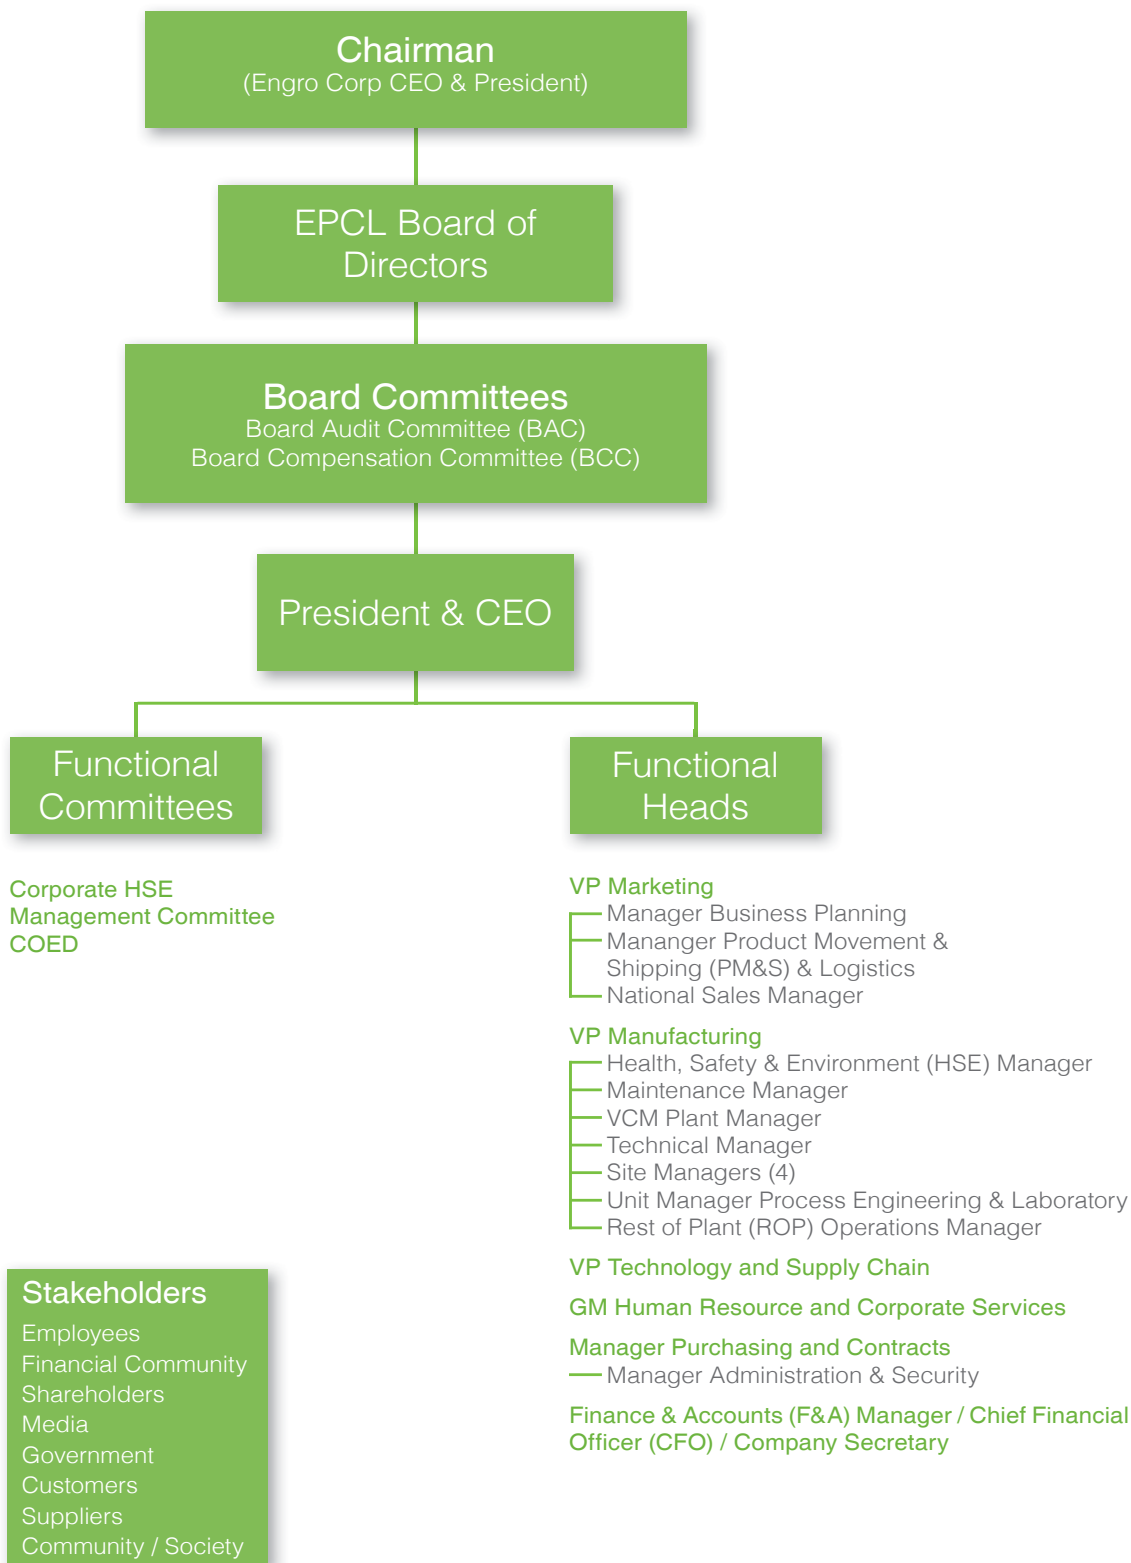 Chairman
(Engro Corp CEO & President)
EPCL Board of
Directors
Board Committees
Board Audit Committee (BAC)
Board Compensation Committee (BCC)
President & CEO
Functional
Committees
Corporate HSE
Management Committee
COED
Functional
Heads
VP Marketing
Manager Business Planning
Mananger Product Movement &
Shipping (PM&S) & Logistics
National Sales Manager
VP Manufacturing
Health, Safety & Environment (HSE) Manager
Maintenance Manager
VCM Plant Manager
Technical Manager
Site Managers (4)
Unit Manager Process Engineering & Laboratory
Rest of Plant (ROP) Operations Manager
VP Technology and Supply Chain
GM Human Resource and Corporate Services
Manager Purchasing and Contracts
Manager Administration & Security
Finance & Accounts (F&A) Manager / Chief Financial
Officer (CFO) / Company Secretary
Stakeholders
Employees
Financial Community
Shareholders
Media
Government
Customers
Suppliers
Community / Society